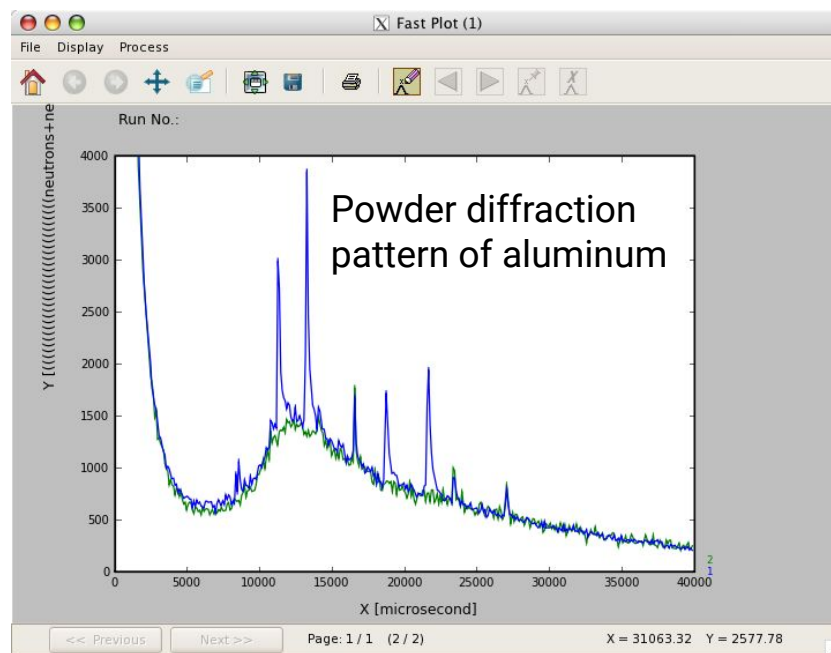 Fast Plot (1)
File Display Process
Run No.:
4000
3500
3000
2500
2000
1500
1000
500
0
Powder diffraction
pattern of aluminum
2
1
0 5000 10000 15000 20000 25000 30000 35000 40000
X [microsecond]
<< Previous Next >> Page: 1 / 1 (2 / 2) X = 31063.32 Y = 2577.78